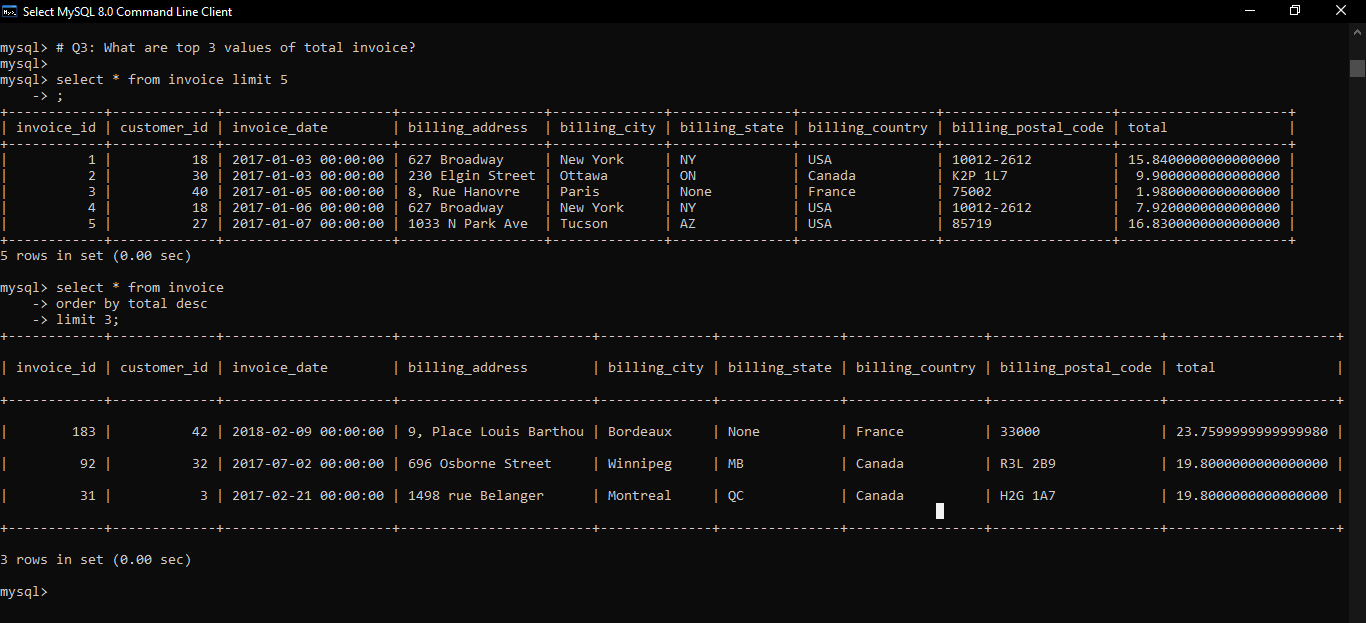 Select MySQL 8.0 Command Line Client
mysql> # Q3: What are top 3 values of total invoice?
mysql>
mysql> select * from invoice limit 5
    -> ;
+------------+-------------+---------------------+------------------+--------------+---------------+-----------------+---------------------+---------------------+
| invoice_id | customer_id | invoice_date        | billing_address  | billing_city | billing_state | billing_country | billing_postal_code | total               |
+------------+-------------+---------------------+------------------+--------------+---------------+-----------------+---------------------+---------------------+
|          1 |          18 | 2017-01-03 00:00:00 | 627 Broadway     | New York     | NY            | USA             | 10012-2612          | 15.8400000000000000 |
|          2 |          30 | 2017-01-03 00:00:00 | 230 Elgin Street | Ottawa       | ON            | Canada          | K2P 1L7             |  9.9000000000000000 |
|          3 |          40 | 2017-01-05 00:00:00 | 8, Rue Hanovre   | Paris        | None          | France          | 75002               |  1.9800000000000000 |
|          4 |          18 | 2017-01-06 00:00:00 | 627 Broadway     | New York     | NY            | USA             | 10012-2612          |  7.9200000000000000 |
|          5 |          27 | 2017-01-07 00:00:00 | 1033 N Park Ave  | Tucson       | AZ            | USA             | 85719               | 16.8300000000000000 |
+------------+-------------+---------------------+------------------+--------------+---------------+-----------------+---------------------+---------------------+
5 rows in set (0.00 sec)
mysql> select * from invoice
    -> order by total desc
    -> limit 3;
+------------+-------------+---------------------+------------------------+--------------+---------------+-----------------+---------------------+---------------------+
| invoice_id | customer_id | invoice_date        | billing_address        | billing_city | billing_state | billing_country | billing_postal_code | total               |
+------------+-------------+---------------------+------------------------+--------------+---------------+-----------------+---------------------+---------------------+
|        183 |          42 | 2018-02-09 00:00:00 | 9, Place Louis Barthou | Bordeaux     | None          | France          | 33000               | 23.7599999999999980 |
|         92 |          32 | 2017-07-02 00:00:00 | 696 Osborne Street     | Winnipeg     | MB            | Canada          | R3L 2B9             | 19.8000000000000000 |
|         31 |           3 | 2017-02-21 00:00:00 | 1498 rue Belanger      | Montreal     | QC            | Canada          | H2G 1A7             | 19.8000000000000000 |
+------------+-------------+---------------------+------------------------+--------------+---------------+-----------------+---------------------+---------------------+
3 rows in set (0.00 sec)
mysql>